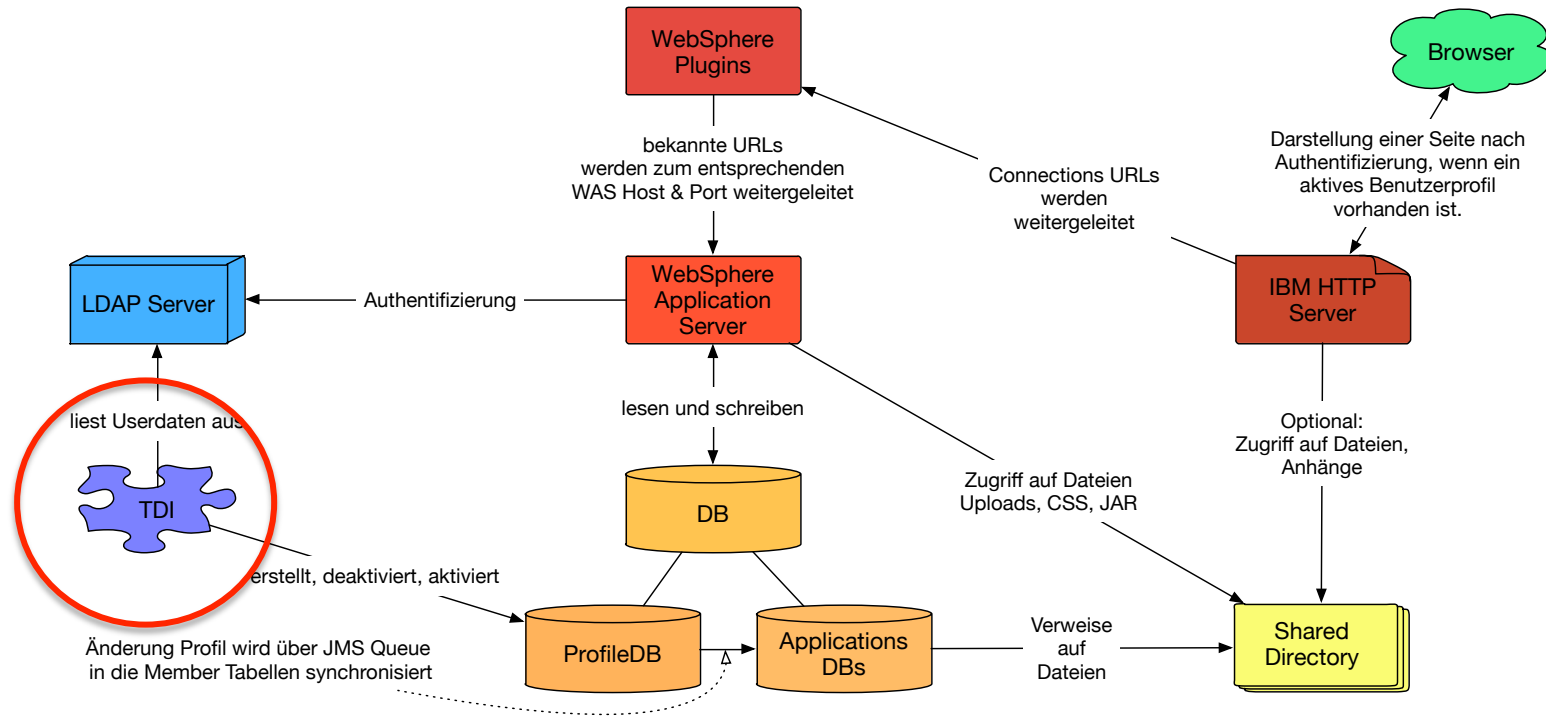 WebSphere
Plugins
Browser
bekannte URLs
werden zum entsprechenden
WAS Host & Port weitergeleitet
Connections URLs
werden
weitergeleitet
Darstellung einer Seite nach
Authentifizierung, wenn ein
aktives Benutzerprofil
vorhanden ist.
LDAP Server
Authentifizierung
WebSphere
Application
Server
IBM HTTP
Server
liest Userdaten aus
lesen und schreiben
Optional:
Zugriff auf Dateien,
Anhänge
TDI
DB
Zugriff auf Dateien
Uploads, CSS, JAR
erstellt, deaktiviert, aktiviert
Änderung Profil wird über JMS Queue
in die Member Tabellen synchronisiert
ProfileDB
Applications
DBs
Verweise
auf
Dateien
Shared
Directory